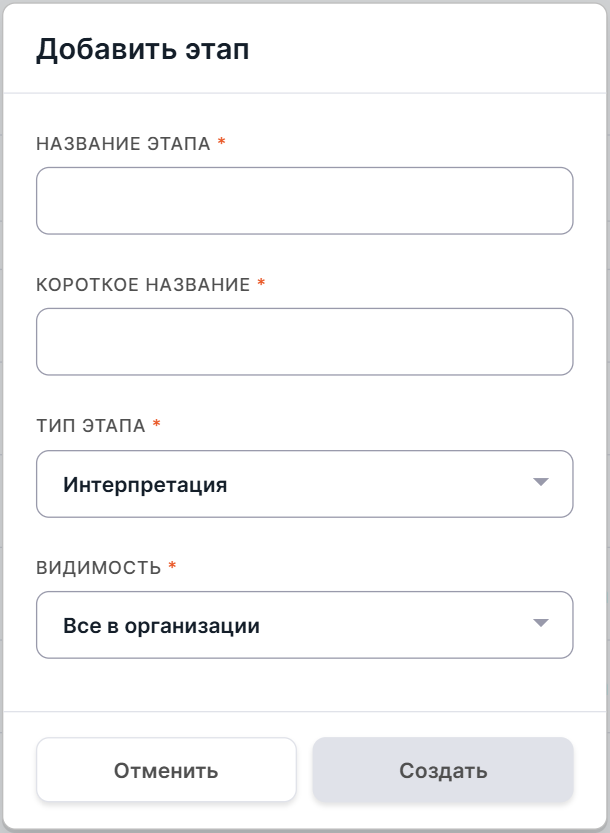 Добавить этап
НАЗВАНИЕ ЭТАПА *
КОРОТКОЕ НАЗВАНИЕ *
ТИП ЭТАПА *
Интерпретация
ВИДИМОСТЬ *
Все в организации
Отменить Создать